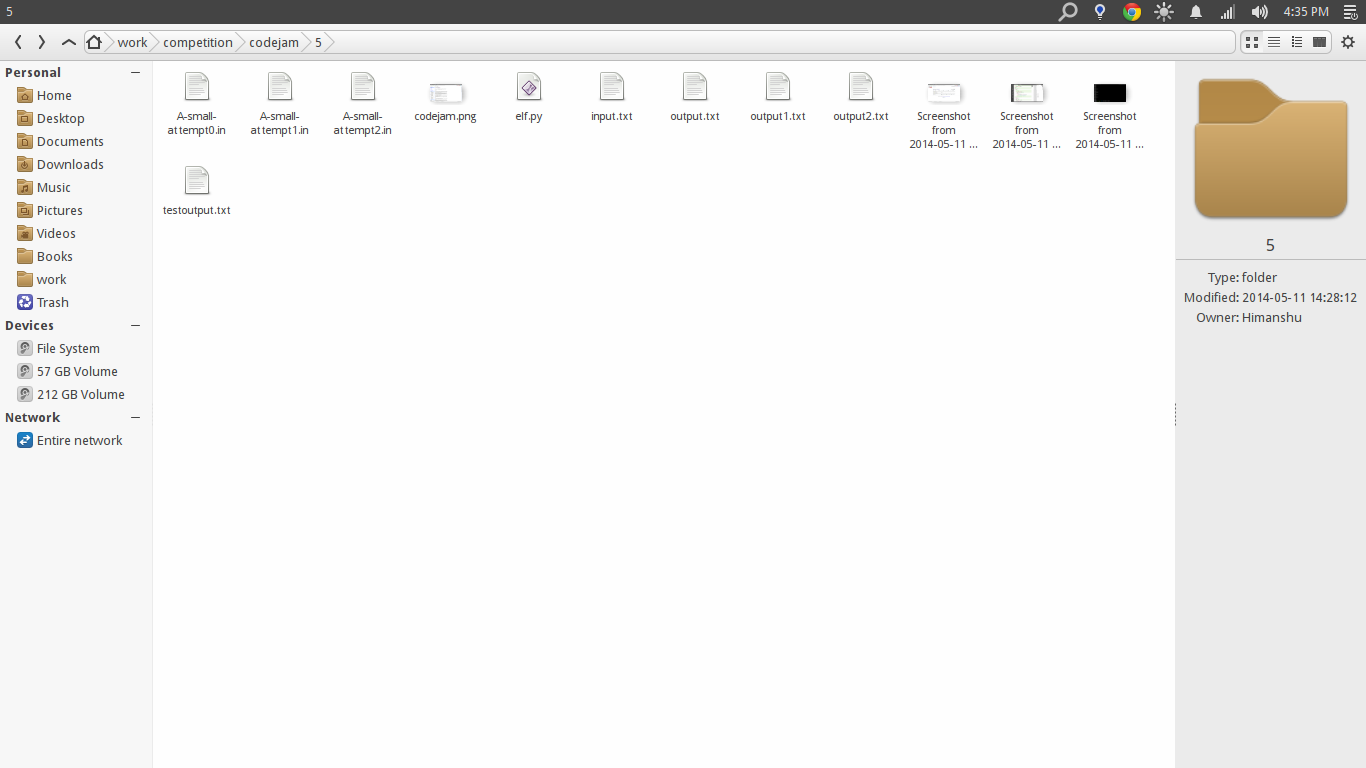 5
4:35 PM
work competition codejam 5
Personal
Home
Desktop
Documents
Downloads
Music
Pictures
Videos
Books
work
Trash
Devices
File System
57 GB Volume
212 GB Volume
Network
Entire network
A-small-
attempt0.in
A-small-
attempt1.in
A-small-
attempt2.in
codejam.png
elf.py
input.txt
output.txt
output1.txt
output2.txt
Screenshot
from
2014-05-11 ...
Screenshot
from
2014-05-11 ...
Screenshot
from
2014-05-11 ...
testoutput.txt
5
Type: folder
Modified: 2014-05-11 14:28:12
Owner: Himanshu